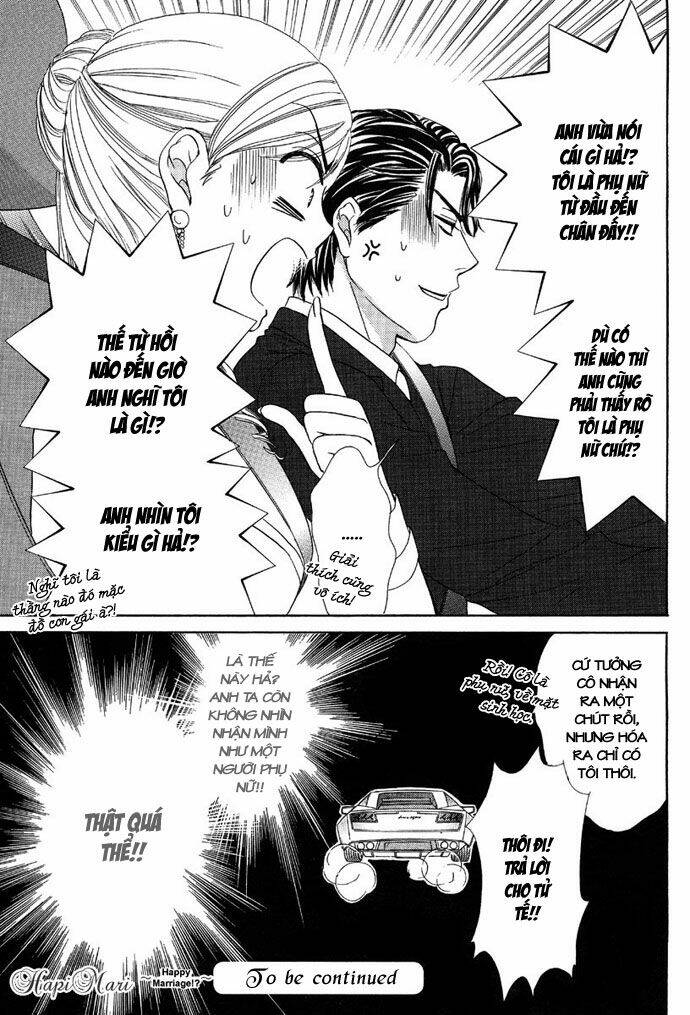 ANH VỪA NÓI
CÁI GÌ HẢ!?
TÔI LÀ PHỤ NỮ
TỪ ĐẦU ĐẾN
CHÂN ĐẤY!!
DÙ CÓ
THẾ NÀO THÌ
ANH CŨNG
PHẢI THẤY RÕ
TÔI LÀ PHỤ
NỮ CHỨ!?
THẾ TỪ HỒI
NÀO ĐẾN GIỜ
ANH NGHĨ TÔI
LÀ GÌ!?
ANH NHÌN TÔI
KIỂU GÌ HẢ!?
.....
Giải
thích cũng
vô ích!
Nghĩ tôi là
thằng nào đó mặc
đồ con gái à?!
CỨ TƯỞNG
CÔ NHẬN
RA MỘT
CHÚT RỒI,
NHƯNG HÓA
RA CHỈ CÓ
TÔI THÔI.
Rồi! Cô là
phụ nữ, về mặt
sinh học.
THÔI ĐI!
TRẢ LỜI
CHO TỬ
TẾ!!
LÀ THẾ
NÀY HẢ?
ANH TA CÒN
KHÔNG NHÌN
NHẬN MÌNH
NHƯ MỘT
NGƯỜI PHỤ
NỮ!!
THẬT QUÁ
THỂ!!
HapiMari
~Happy Marriage!?~
To be continued